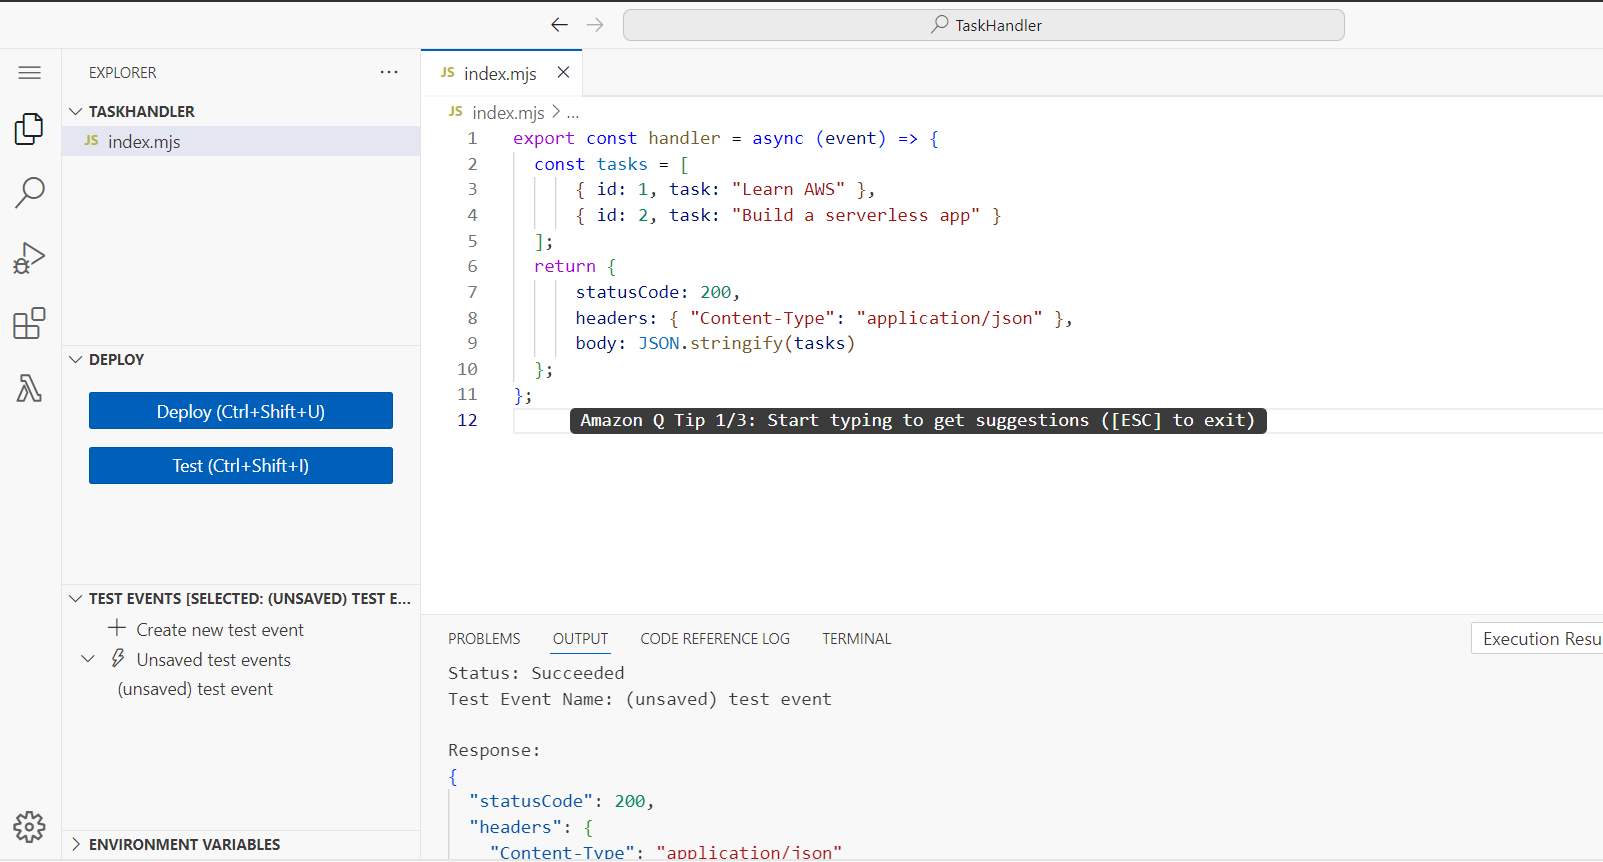 TaskHandler
EXPLORER
TASKHANDLER
JS index.mjs
DEPLOY
Deploy (Ctrl+Shift+U)
Test (Ctrl+Shift+I)
TEST EVENTS [SELECTED: (UNSAVED) TEST E...
Create new test event
Unsaved test events
(unsaved) test event
ENVIRONMENT VARIABLES
JS index.mjs
JS index.mjs > ...
1 export const handler = async (event) => {
2 const tasks = [
3 { id: 1, task: "Learn AWS" },
4 { id: 2, task: "Build a serverless app" }
5 ];
6 return {
7 statusCode: 200,
8 headers: { "Content-Type": "application/json" },
9 body: JSON.stringify(tasks)
10 };
11 };
12 Amazon Q Tip 1/3: Start typing to get suggestions ([ESC] to exit)
PROBLEMS OUTPUT CODE REFERENCE LOG TERMINAL Execution Resu
Status: Succeeded
Test Event Name: (unsaved) test event
Response:
{
"statusCode": 200,
"headers": {
"Content-Type": "application/json"